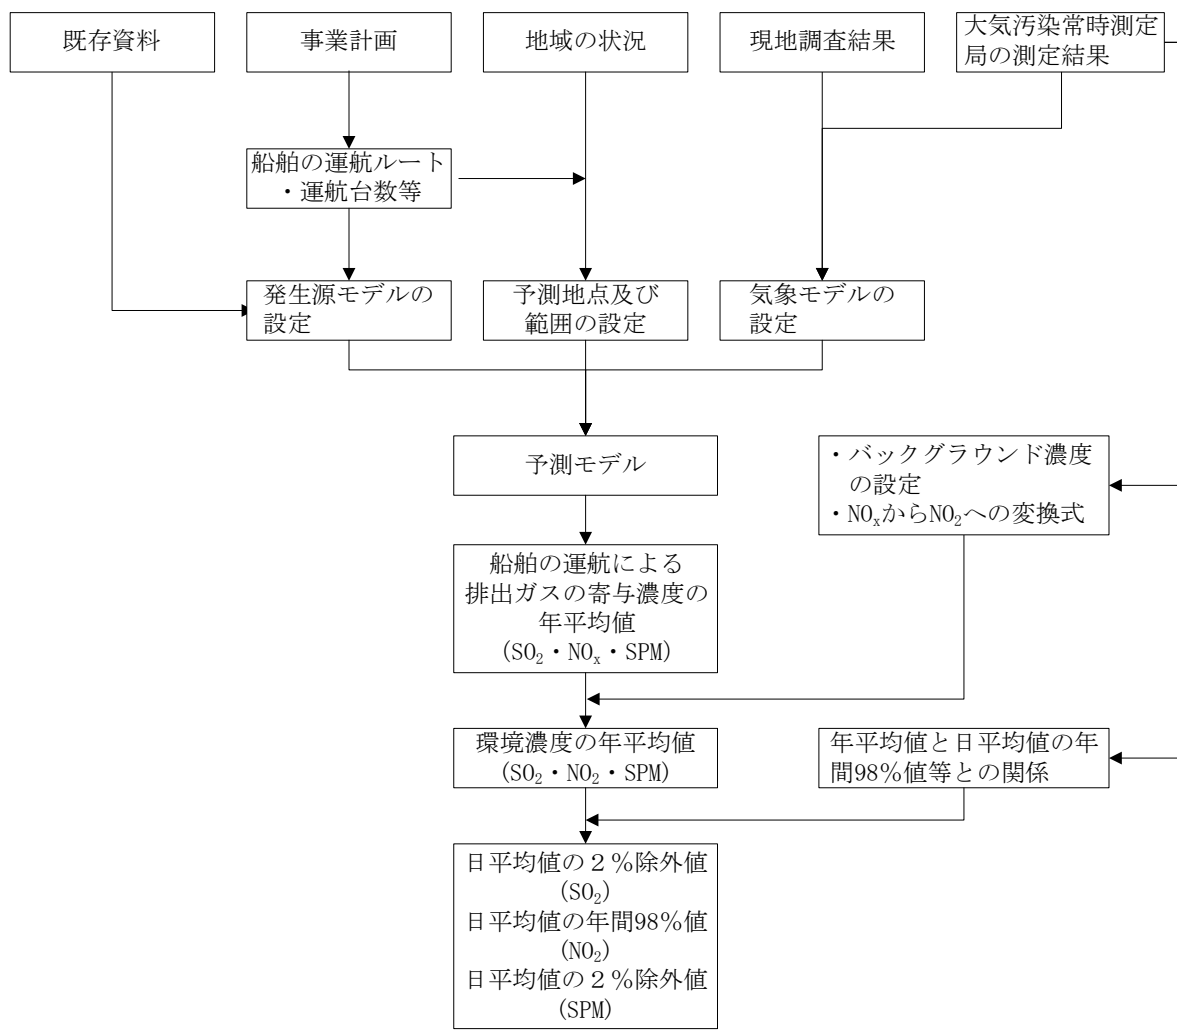 既存資料
事業計画
地域の状況
現地調査結果
大気汚染常時測定
局の測定結果
船舶の運航ルート
・運航台数等
発生源モデルの
設定
予測地点及び
範囲の設定
気象モデルの
設定
予測モデル
・バックグラウンド濃度
の設定
・NOxからNO2への変換式
船舶の運航による
排出ガスの寄与濃度の
年平均値
(SO2・NOx・SPM)
環境濃度の年平均値
(SO2・NO2・SPM)
年平均値と日平均値の年
間98%値等との関係
日平均値の２％除外値
(SO2)
日平均値の年間98%値
(NO2)
日平均値の２％除外値
(SPM)